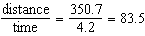 distance/time = 350.7/4.2 = 83.5